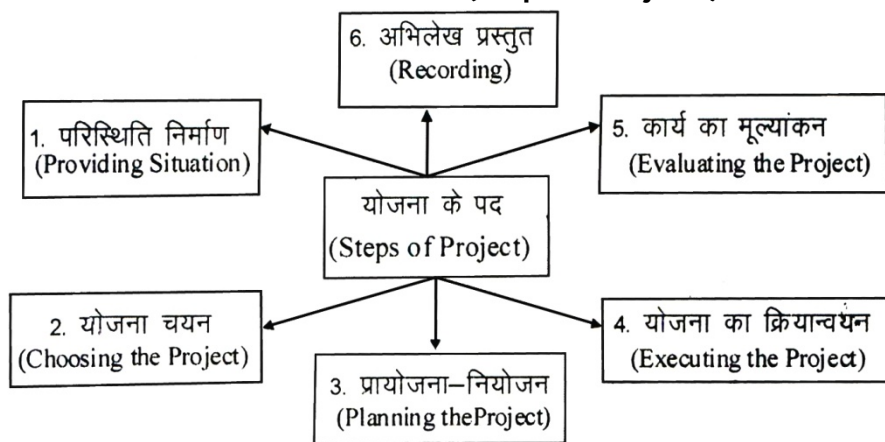 6. अभिलेख प्रस्तुत
(Recording)
1. परिस्थिति निर्माण
(Providing Situation)
5. कार्य का मूल्यांकन
(Evaluating the Project)
योजना के पद
(Steps of Project)
2. योजना चयन
(Choosing the Project)
4. योजना का क्रियान्वयन
(Executing the Project)
3. प्रायोजना–नियोजन
(Planning theProject)